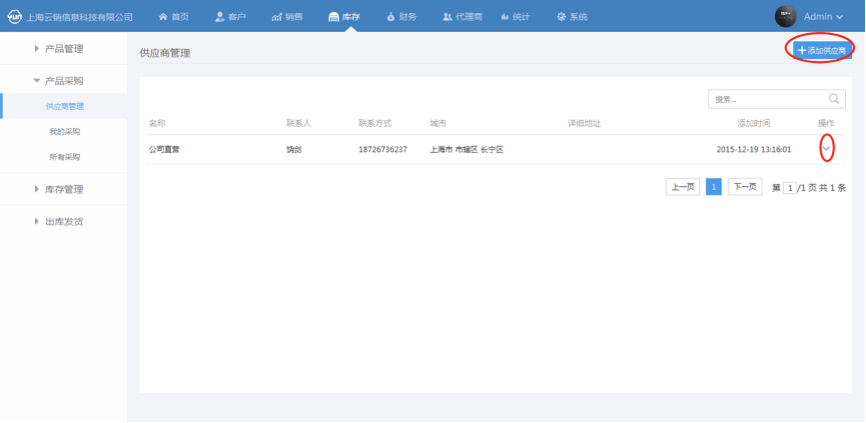 yun 上海云销信息科技有限公司 首页 客户 销售 库存 财务 代理商 统计 系统 Admin
产品管理
产品采购
供应商管理
我的采购
所有采购
库存管理
出库发货
供应商管理 +添加供应商
搜索...
名称 联系人 联系方式 城市 详细地址 添加时间 操作
公司直营 饶剑 18726736237 上海市 市辖区 长宁区 2015-12-19 13:16:01
上一页 1 下一页 第 1 /1 页 共 1 条